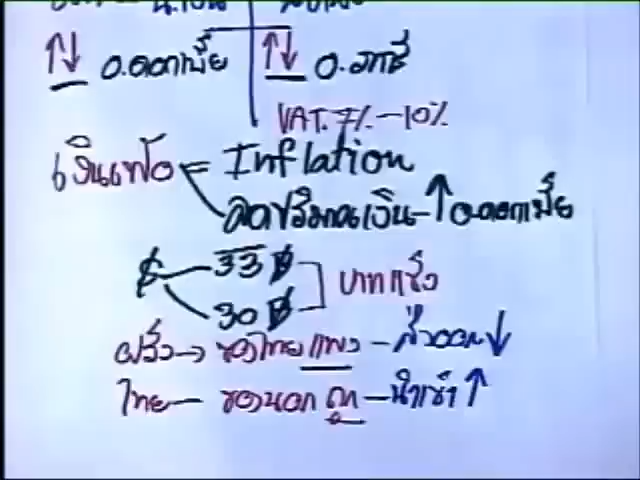 ↑↓ อ.ดอกเบี้ย ↑↓ อ.ภาษี
VAT. 7% - 10%
เงินเฟ้อ = Inflation
ลดปริมาณเงิน - ↑ อ.ดอกเบี้ย
$ 33 ฿ บาทแข็ง
30 ฿
ฝรั่ง → ของไทยแพง - ส่งออก ↓
ไทย - ของนอก ถูก - นำเข้า ↑